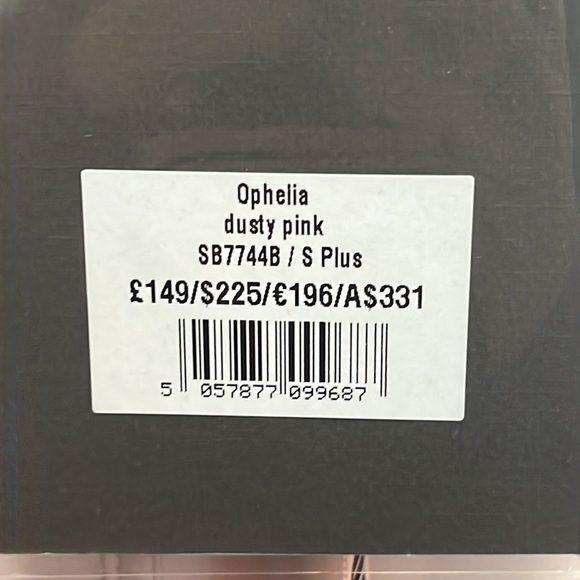 Ophelia
dusty pink
SB7744B / S Plus
£149/$225/€196/A$331
5 057877 099687